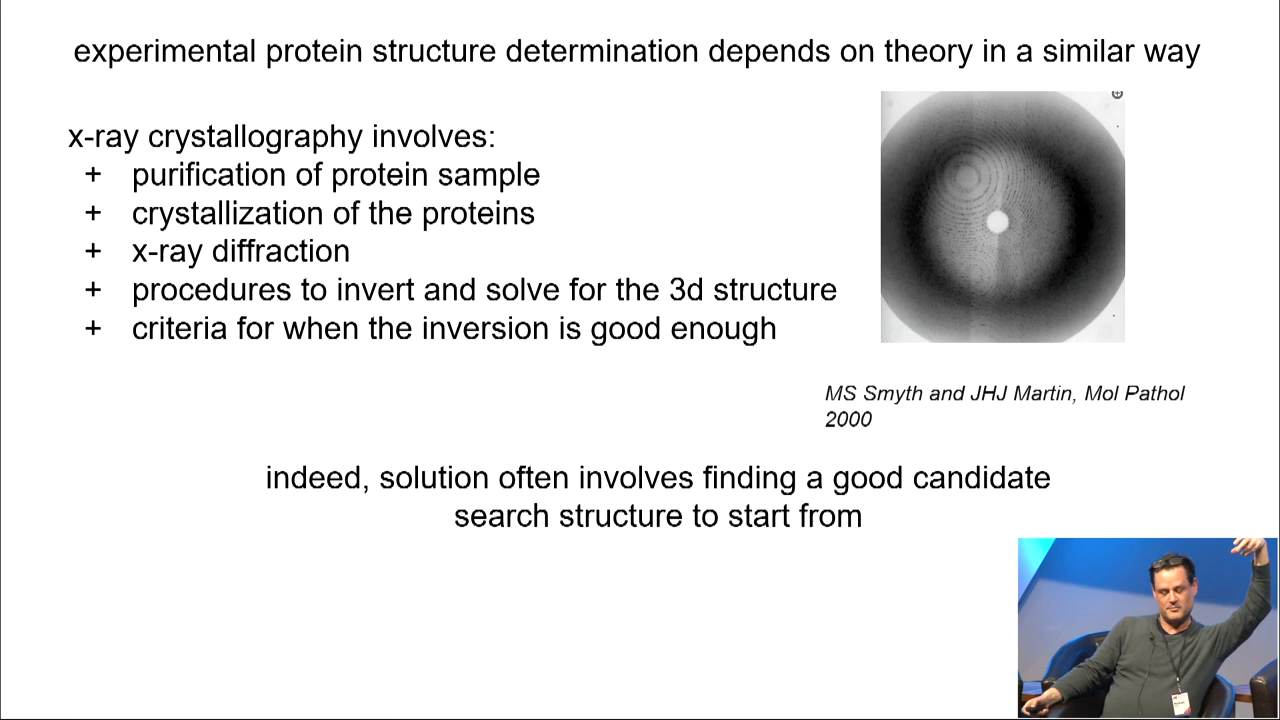 experimental protein structure determination depends on theory in a similar way
x-ray crystallography involves:
+ purification of protein sample
+ crystallization of the proteins
+ x-ray diffraction
+ procedures to invert and solve for the 3d structure
+ criteria for when the inversion is good enough
MS Smyth and JHJ Martin, Mol Pathol
2000
indeed, solution often involves finding a good candidate
search structure to start from